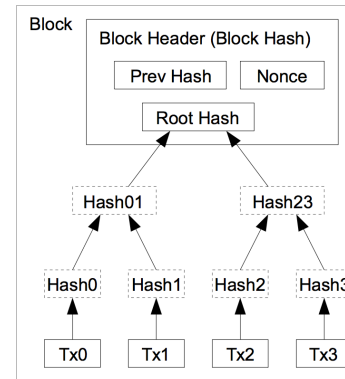 Block
Block Header (Block Hash)
Prev Hash Nonce
Root Hash
Hash01 Hash23
Hash0 Hash1 Hash2 Hash3
Tx0 Tx1 Tx2 Tx3